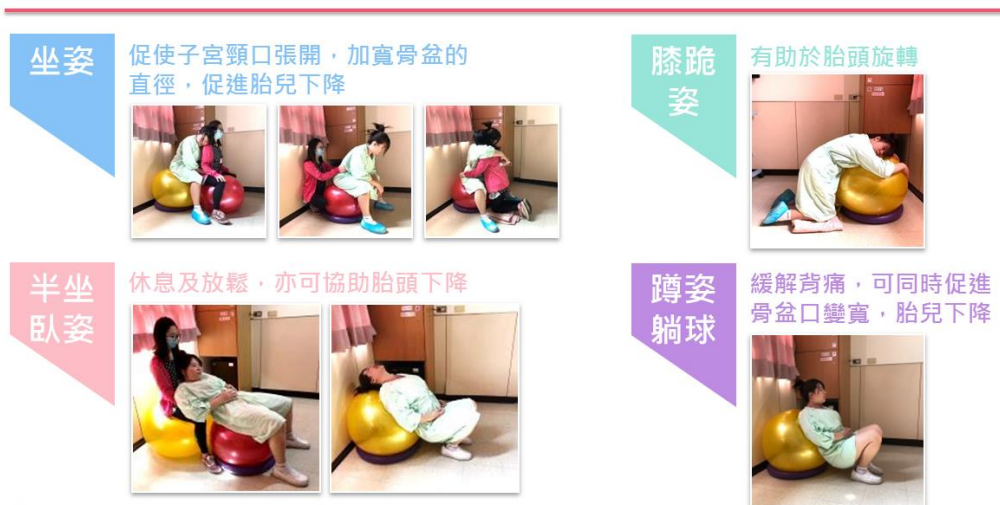 坐姿
促使子宮頸口張開，加寬骨盆的
直徑，促進胎兒下降
膝跪
姿
有助於胎頭旋轉
半坐
臥姿
休息及放鬆，亦可協助胎頭下降
蹲姿
躺球
緩解背痛，可同時促進
骨盆口變寬，胎兒下降